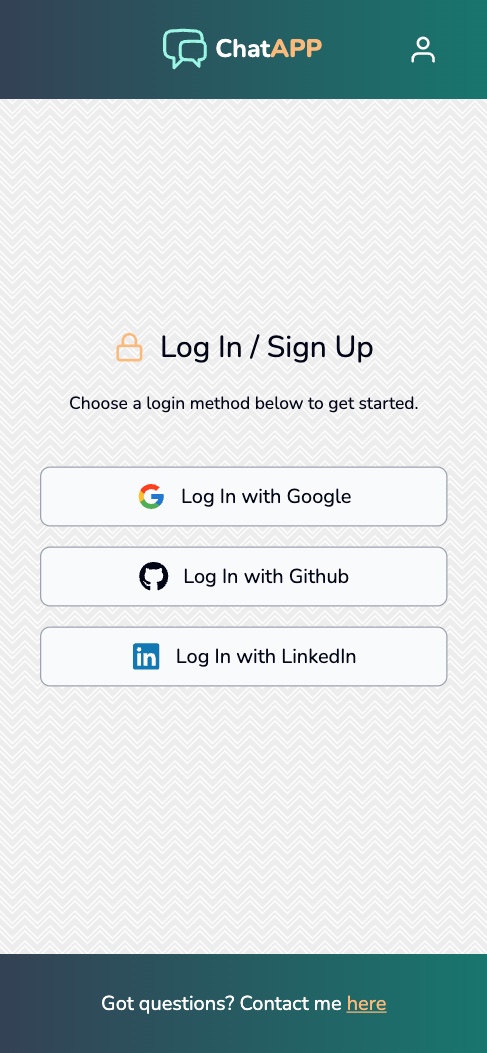 ChatAPP
Log In / Sign Up
Choose a login method below to get started.
Log In with Google
Log In with Github
in Log In with LinkedIn
Got questions? Contact me here